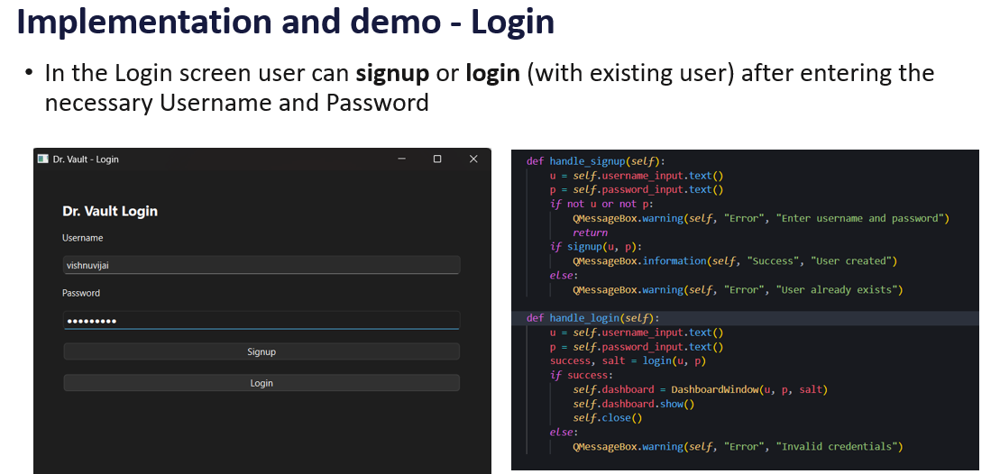 Implementation and demo - Login
• In the Login screen user can signup or login (with existing user) after entering the
necessary Username and Password
Dr. Vault - Login
Dr. Vault Login
Username
vishnuvijai
Password
•••••••••
Signup
Login
def handle_signup(self):
    u = self.username_input.text()
    p = self.password_input.text()
    if not u or not p:
        QMessageBox.warning(self, "Error", "Enter username and password")
        return
    if signup(u, p):
        QMessageBox.information(self, "Success", "User created")
    else:
        QMessageBox.warning(self, "Error", "User already exists")
def handle_login(self):
    u = self.username_input.text()
    p = self.password_input.text()
    success, salt = login(u, p)
    if success:
        self.dashboard = DashboardWindow(u, p, salt)
        self.dashboard.show()
        self.close()
    else:
        QMessageBox.warning(self, "Error", "Invalid credentials")